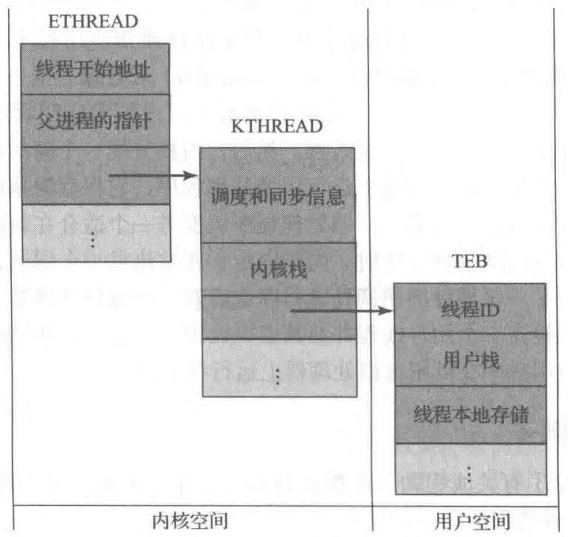 ETHREAD
线程开始地址
父进程的指针
⋮
KTHREAD
调度和同步信息
内核栈
⋮
TEB
线程ID
用户栈
线程本地存储
⋮
内核空间
用户空间